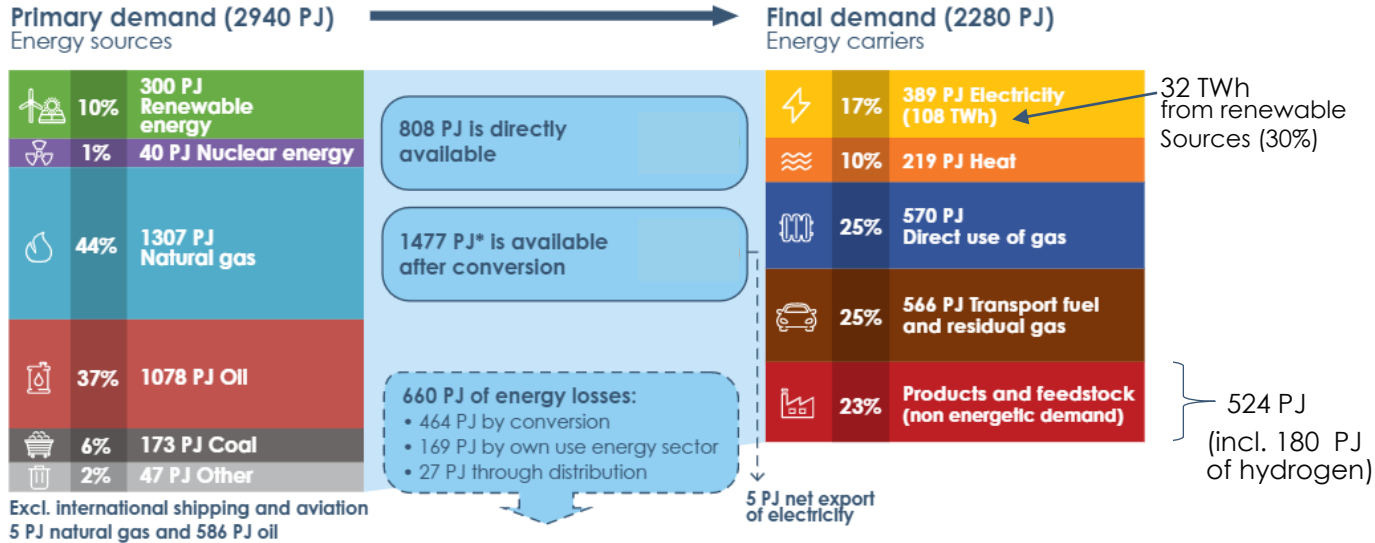 Primary demand (2940 PJ)
Energy sources
10%
300 PJ
Renewable
energy
1%
40 PJ Nuclear energy
44%
1307 PJ
Natural gas
37%
1078 PJ Oil
6%
173 PJ Coal
2%
47 PJ Other
Excl. international shipping and aviation
5 PJ natural gas and 586 PJ oil
808 PJ is directly
available
1477 PJ* is available
after conversion
660 PJ of energy losses:
• 464 PJ by conversion
• 169 PJ by own use energy sector
• 27 PJ through distribution
5 PJ net export
of electricity
Final demand (2280 PJ)
Energy carriers
17%
389 PJ Electricity
(108 TWh)
10%
219 PJ Heat
25%
570 PJ
Direct use of gas
25%
566 PJ Transport fuel
and residual gas
23%
Products and feedstock
(non energetic demand)
32 TWh
from renewable
Sources (30%)
524 PJ
(incl. 180 PJ
of hydrogen)